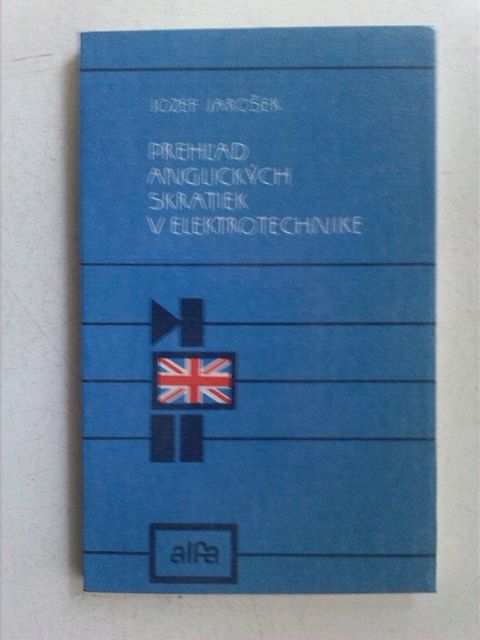 JOZEF JAROŠEK
PREHĽAD
ANGLICKÝCH
SKRATIEK
V ELEKTROTECHNIKE
alfa